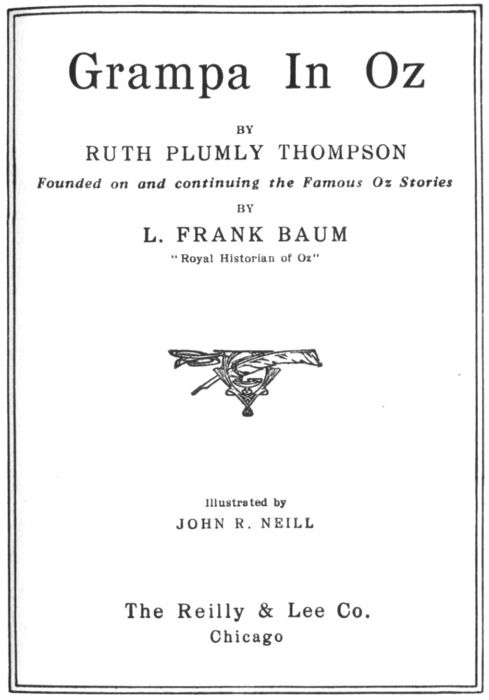 Grampa In Oz
BY
RUTH PLUMLY THOMPSON
Founded on and continuing the Famous Oz Stories
BY
L. FRANK BAUM
"Royal Historian of Oz"
Illustrated by
JOHN R. NEILL
The Reilly & Lee Co.
Chicago